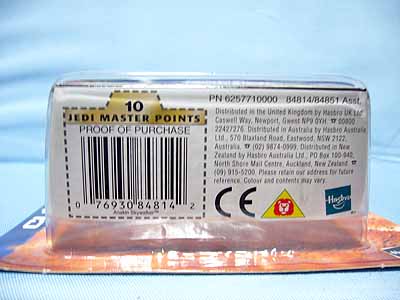 10
JEDI MASTER POINTS
PROOF OF PURCHASE
0 76930 84814 2
Anakin Skywalker
PN 6257710000 84814/84851 Asst.
Distributed in the United Kingdom by Hasbro UK Ltd.
Caswell Way, Newport, Gwent NP9 0YH ☎ 00800
22427276. Distributed in Australia by Hasbro Australia
Ltd., 570 Blaxland Road, Eastwood, NSW 2122,
Australia. ☎ (02) 9874-0999. Distributed in New
Zealand by Hasbro Australia Ltd., PO Box 100-940,
North Shore Mail Centre, Auckland, New Zealand. ☎
(09) 915-5200. Please retain our address for future
reference. Colour and contents may vary.
CE
Hasbro